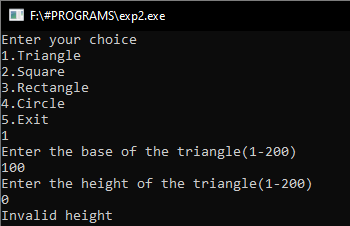 F:\#PROGRAMS\exp2.exe
Enter your choice
1.Triangle
2.Square
3.Rectangle
4.Circle
5.Exit
1
Enter the base of the triangle(1-200)
100
Enter the height of the triangle(1-200)
0
Invalid height